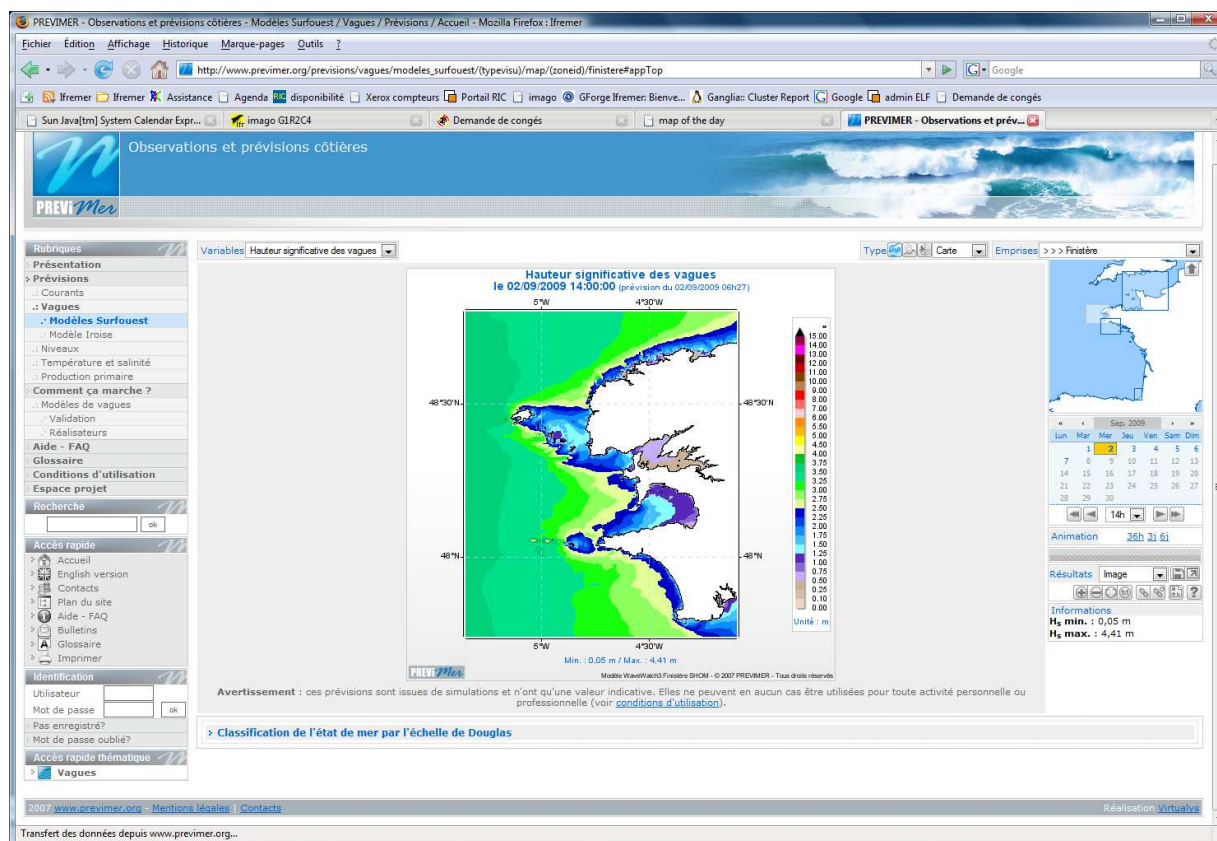 PREVIMER - Observations et prévisions côtières - Modèles Surfouest / Vagues / Prévisions / Accueil - Mozilla Firefox : Ifremer
Fichier Édition Affichage Historique Marque-pages Outils ?
http://www.previmer.org/previsions/vagues/modeles_surfouest/(typevisu)/map/(zoneid)/finistere#appTop
Google
Ifremer Ifremer Assistance Agenda RIC disponibilité Xerox compteurs Portail RIC imago GForge Ifremer: Bienve... Ganglia:: Cluster Report Google admin ELF Demande de congés
Sun Java[tm] System Calendar Expr... imago G1R2C4 Demande de congés map of the day PREVIMER - Observations et prév...
Observations et prévisions côtières
PREVIMer
Rubriques
Présentation
> Prévisions
.: Courants
.: Vagues
.· Modèles Surfouest
.· Modèle Iroise
.: Niveaux
.: Température et salinité
.: Production primaire
Comment ça marche ?
.: Modèles de vagues
.· Validation
.· Réalisateurs
Aide - FAQ
Glossaire
Conditions d'utilisation
Espace projet
Recherche
ok
Accès rapide
> Accueil
> English version
> Contacts
> Plan du site
> Aide - FAQ
> Bulletins
> A Glossaire
> Imprimer
Identification
Utilisateur
Mot de passe ok
Pas enregistré?
Mot de passe oublié?
Accès rapide thématique
> Vagues
Variables Hauteur significative des vagues
Type Carte Emprises > > > Finistère
Hauteur significative des vagues
le 02/09/2009 14:00:00 (prévision du 02/09/2009 06h27)
5°W 4°30'W
48°30'N 48°30'N
48°N 48°N
5°W 4°30'W
∞
15.00
14.00
13.00
12.00
11.00
10.00
9.00
8.00
7.00
6.00
5.50
5.00
4.50
4.00
3.75
3.50
3.25
3.00
2.75
2.50
2.25
2.00
1.75
1.50
1.25
1.00
0.75
0.50
0.25
0.10
0.00
Unité : m
Min. : 0,05 m / Max. : 4,41 m
PREVIMer
Modèle WaveWatch3 Finistère SHOM - © 2007 PREVIMER - Tous droits réservés
Avertissement : ces prévisions sont issues de simulations et n'ont qu'une valeur indicative. Elles ne peuvent en aucun cas être utilisées pour toute activité personnelle ou
professionnelle (voir conditions d'utilisation).
> Classification de l'état de mer par l'échelle de Douglas
« ‹ Sep, 2009 › »
Lun Mar Mer Jeu Ven Sam Dim
1 2 3 4 5 6
7 8 9 10 11 12 13
14 15 16 17 18 19 20
21 22 23 24 25 26 27
28 29 30
14h
Animation 36h 3j 6j
Résultats Image
?
Informations
Hs min. : 0,05 m
Hs max. : 4,41 m
2007 www.previmer.org - Mentions légales | Contacts
Réalisation Virtualys
Transfert des données depuis www.previmer.org...